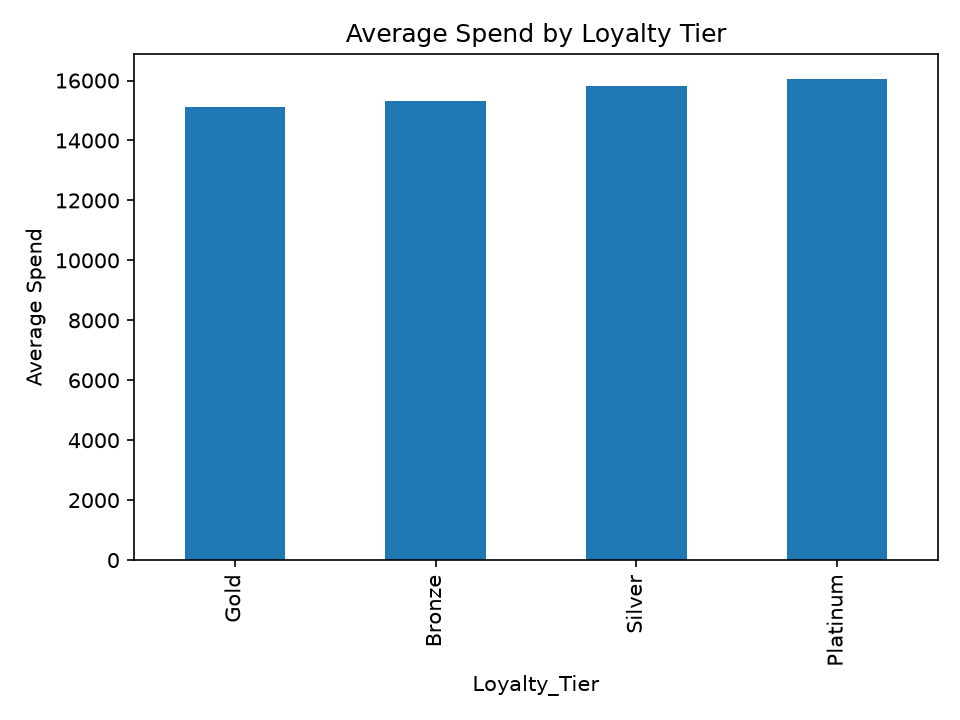 Average Spend by Loyalty Tier
Average Spend
16000
14000
12000
10000
8000
6000
4000
2000
0
Gold
Bronze
Silver
Platinum
Loyalty_Tier